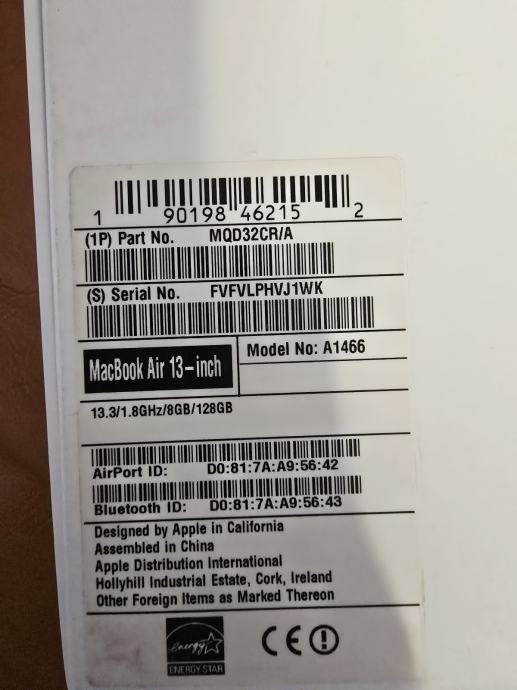 1 90198 46215 2
(1P) Part No. MQD32CR/A
(S) Serial No. FVFVLPHVJ1WK
MacBook Air 13-inch
Model No: A1466
13.3/1.8GHz/8GB/128GB
AirPort ID: D0:81:7A:A9:56:42
Bluetooth ID: D0:81:7A:A9:56:43
Designed by Apple in California
Assembled in China
Apple Distribution International
Hollyhill Industrial Estate, Cork, Ireland
Other Foreign Items as Marked Thereon
energy
ENERGY STAR
CE